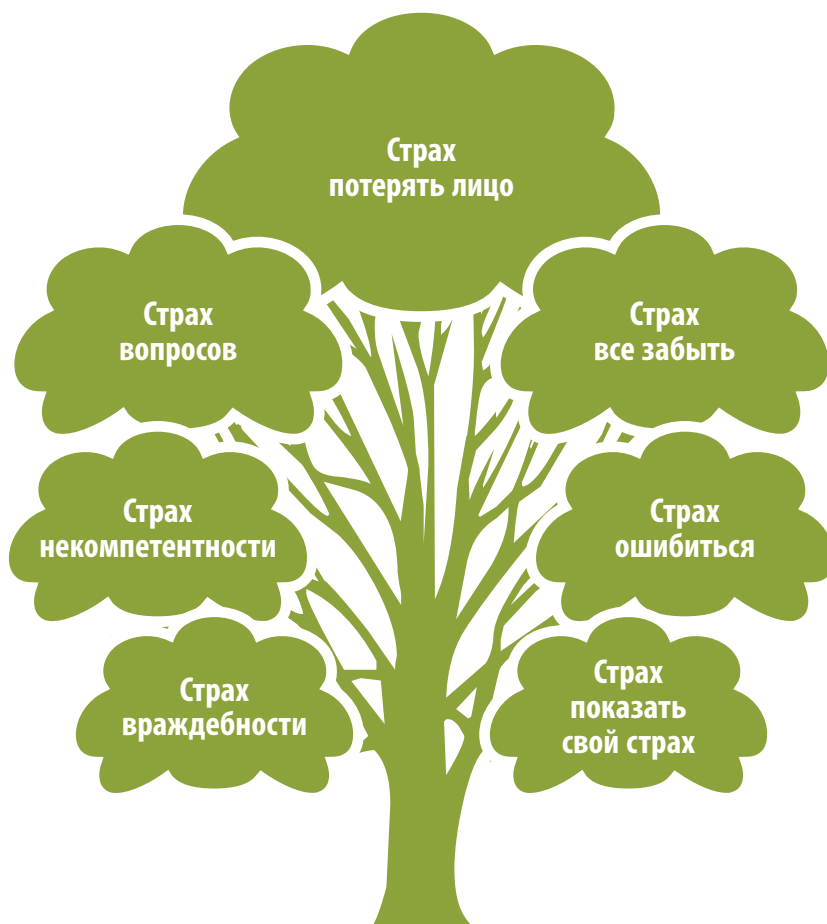 Страх
потерять лицо
Страх
вопросов
Страх
все забыть
Страх
некомпетентности
Страх
ошибиться
Страх
враждебности
Страх
показать
свой страх